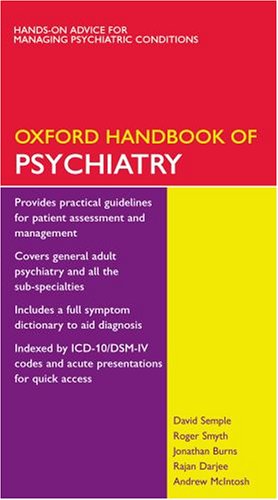 HANDS-ON ADVICE FOR
MANAGING PSYCHIATRIC CONDITIONS
OXFORD HANDBOOK OF
PSYCHIATRY
Provides practical guidelines
for patient assessment and
management
Covers general adult
psychiatry and all the
sub-specialties
Includes a full symptom
dictionary to aid diagnosis
Indexed by ICD-10/DSM-IV
codes and acute presentations
for quick access
David Semple
Roger Smyth
Jonathan Burns
Rajan Darjee
Andrew McIntosh